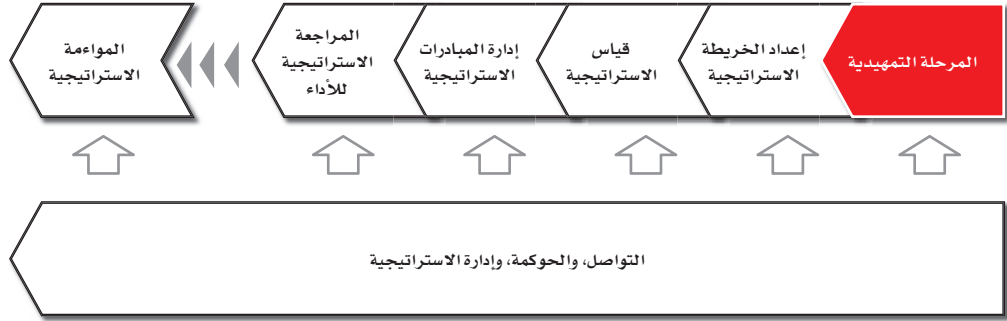 المرحلة التمهيدية
إعداد الخريطة
الاستراتيجية
قياس
الاستراتيجية
إدارة المبادرات
الاستراتيجية
المراجعة
الاستراتيجية
للأداء
المواءمة
الاستراتيجية
التواصل، والحوكمة، وإدارة الاستراتيجية